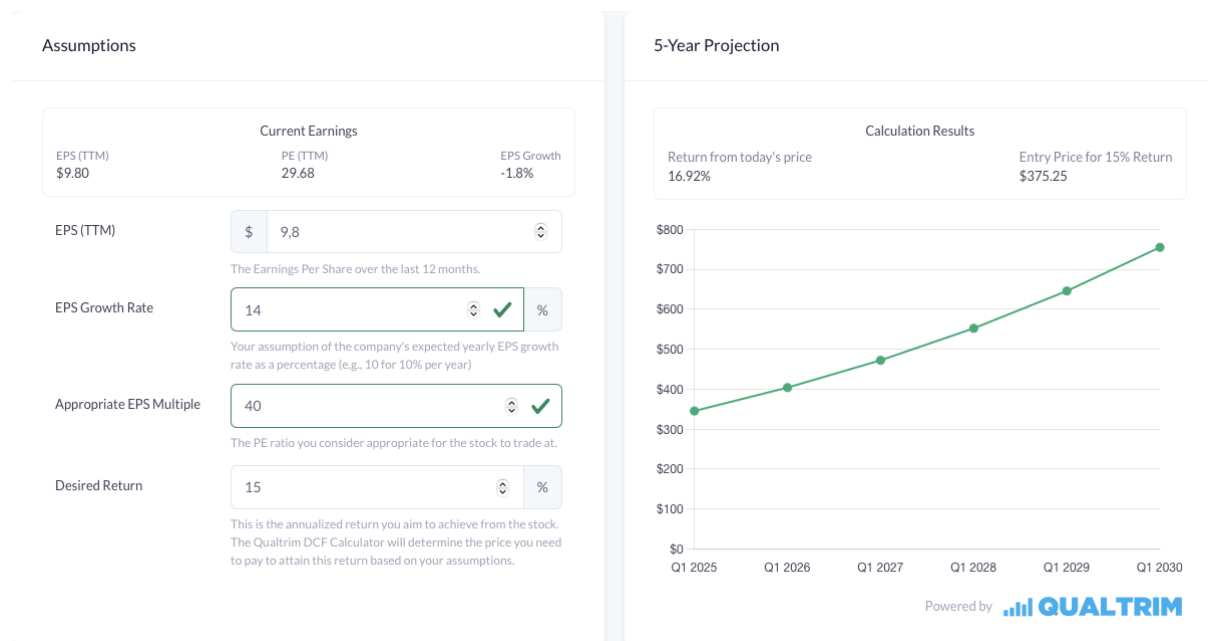 Assumptions
Current Earnings
EPS (TTM) PE (TTM) EPS Growth
$9.80 29.68 -1.8%
EPS (TTM) $ 9,8
The Earnings Per Share over the last 12 months.
EPS Growth Rate 14 %
Your assumption of the company's expected yearly EPS growth
rate as a percentage (e.g., 10 for 10% per year)
Appropriate EPS Multiple 40
The PE ratio you consider appropriate for the stock to trade at.
Desired Return 15 %
This is the annualized return you aim to achieve from the stock.
The Qualtrim DCF Calculator will determine the price you need
to pay to attain this return based on your assumptions.
5-Year Projection
Calculation Results
Return from today's price Entry Price for 15% Return
16.92% $375.25
$800
$700
$600
$500
$400
$300
$200
$100
$0
Q1 2025 Q1 2026 Q1 2027 Q1 2028 Q1 2029 Q1 2030
Powered by QUALTRIM